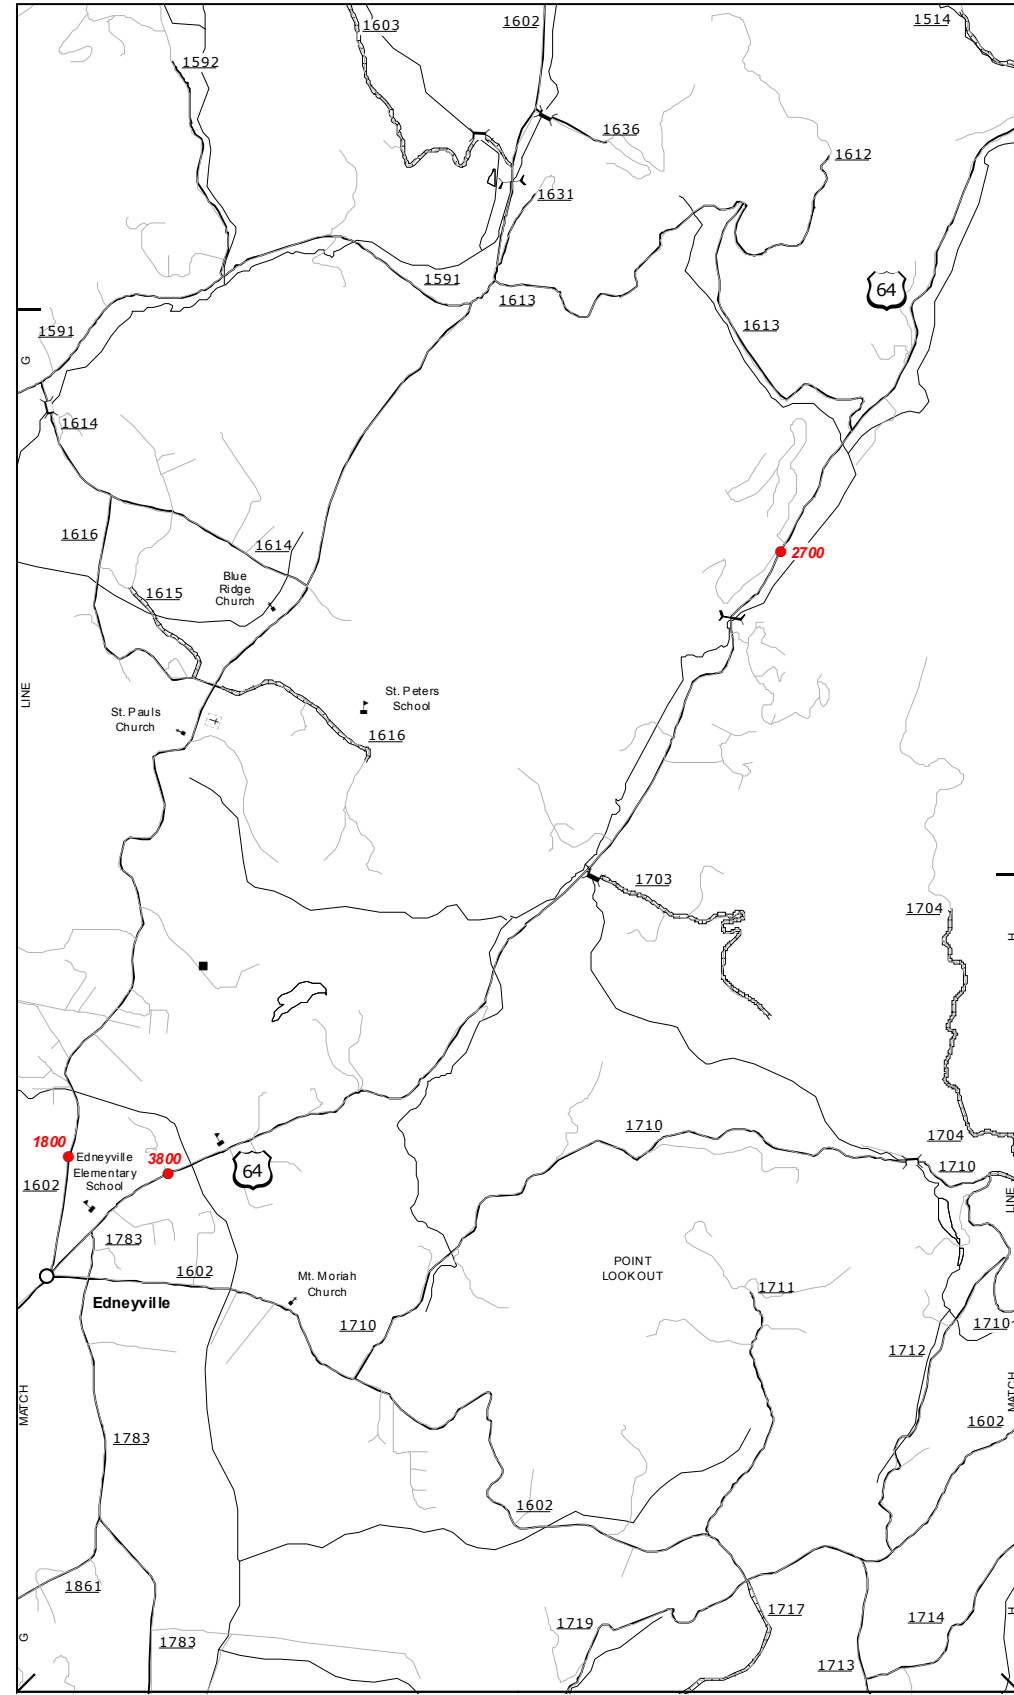 1603
1602
1514
1592
1636
1612
1631
1591
1613
64
1613
1591
G
1614
1616
1614
2700
Blue
Ridge
Church
1615
LINE
St. Peters
School
St. Pauls
Church
1616
1703
1704
H
1710
1704
1800
Edneyville
Elementary
School
3800
64
1710
1602
LINE
1783
1602
POINT
LOOKOUT
Mt. Moriah
Church
1711
Edneyville
1710
1710
1712
MATCH
MATCH
1602
1783
1602
1861
1719
1717
1714
G
H
1783
1713